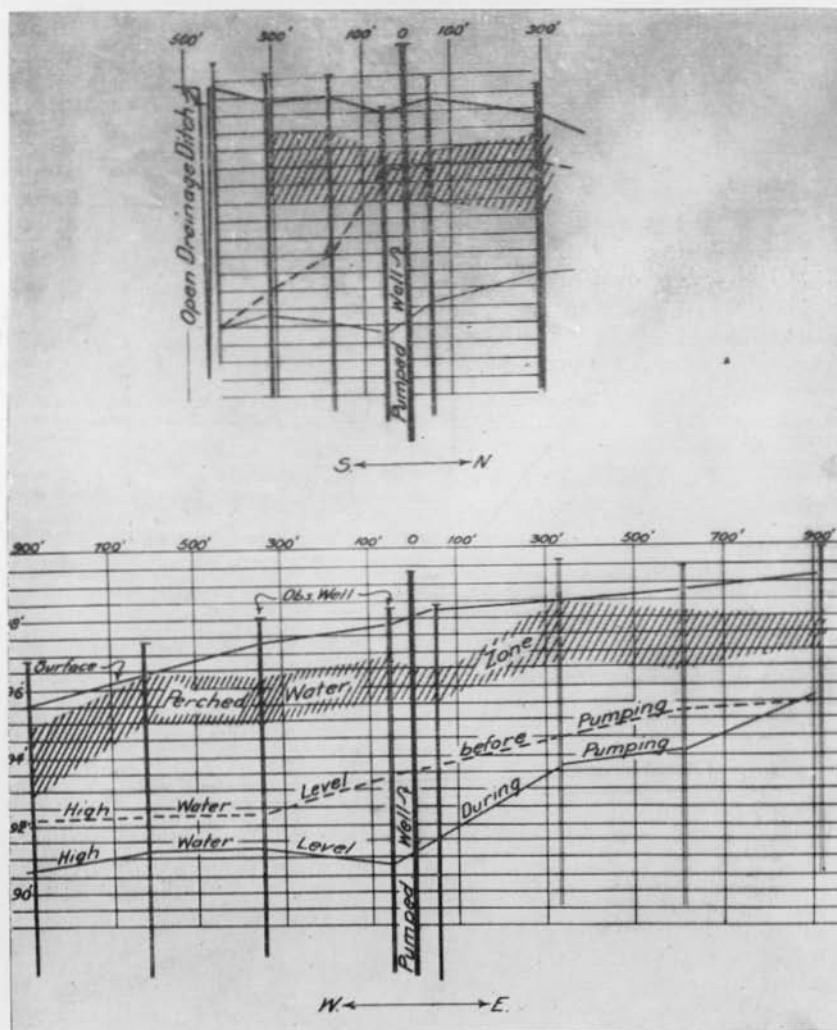 500' 300' 100' 0 100' 300'
Open Drainage Ditch
Pumped Well
S. N
900' 700' 500' 300' 100' 0 100' 300' 500' 700' 900'
Obs. Well
8'
Surface
96'
Perched Water Zone
94'
High Water Level before Pumping
92'
High Water Level During Pumping
90'
Pumped Well
W. E.